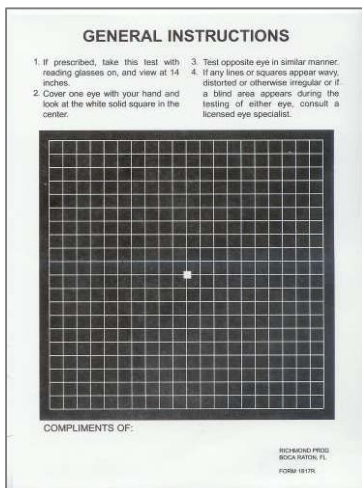 GENERAL INSTRUCTIONS
1. If prescribed, take this test with
reading glasses on, and view at 14
inches.
2. Cover one eye with your hand and
look at the white solid square in the
center.
3. Test opposite eye in similar manner.
4. If any lines or squares appear wavy,
distorted or otherwise irregular or if
a blind area appears during the
testing of either eye, consult a
licensed eye specialist.
COMPLIMENTS OF:
RICHMOND PROD.
BOCA RATON, FL
FORM 1817R